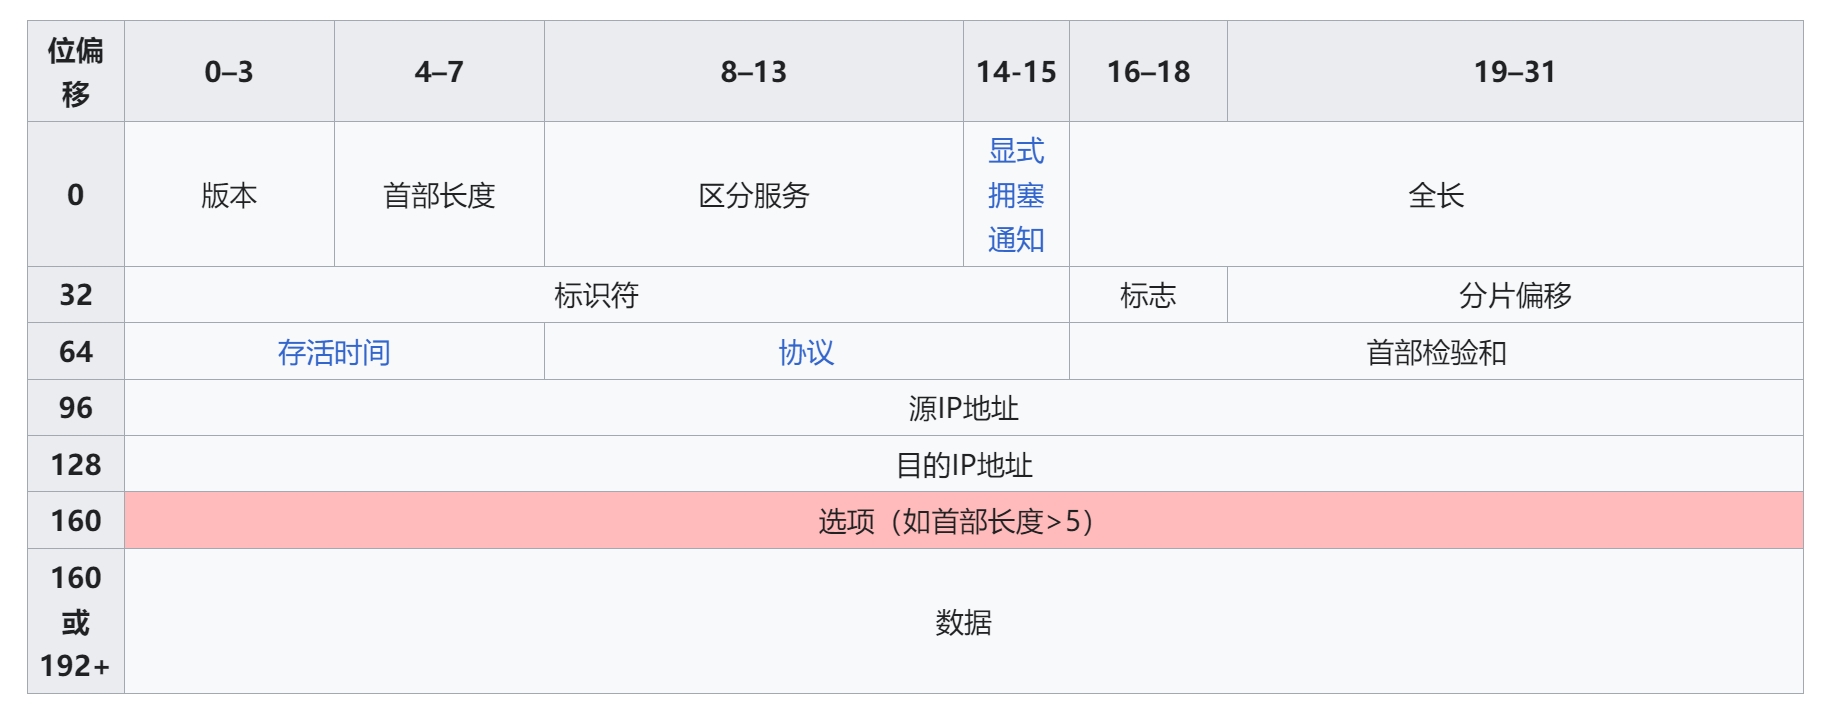 位偏移 0–3 4–7 8–13 14-15 16–18 19–31
0 版本 首部长度 区分服务 显式拥塞通知 全长
32 标识符 标志 分片偏移
64 存活时间 协议 首部检验和
96 源IP地址
128 目的IP地址
160 选项（如首部长度>5）
160或192+ 数据